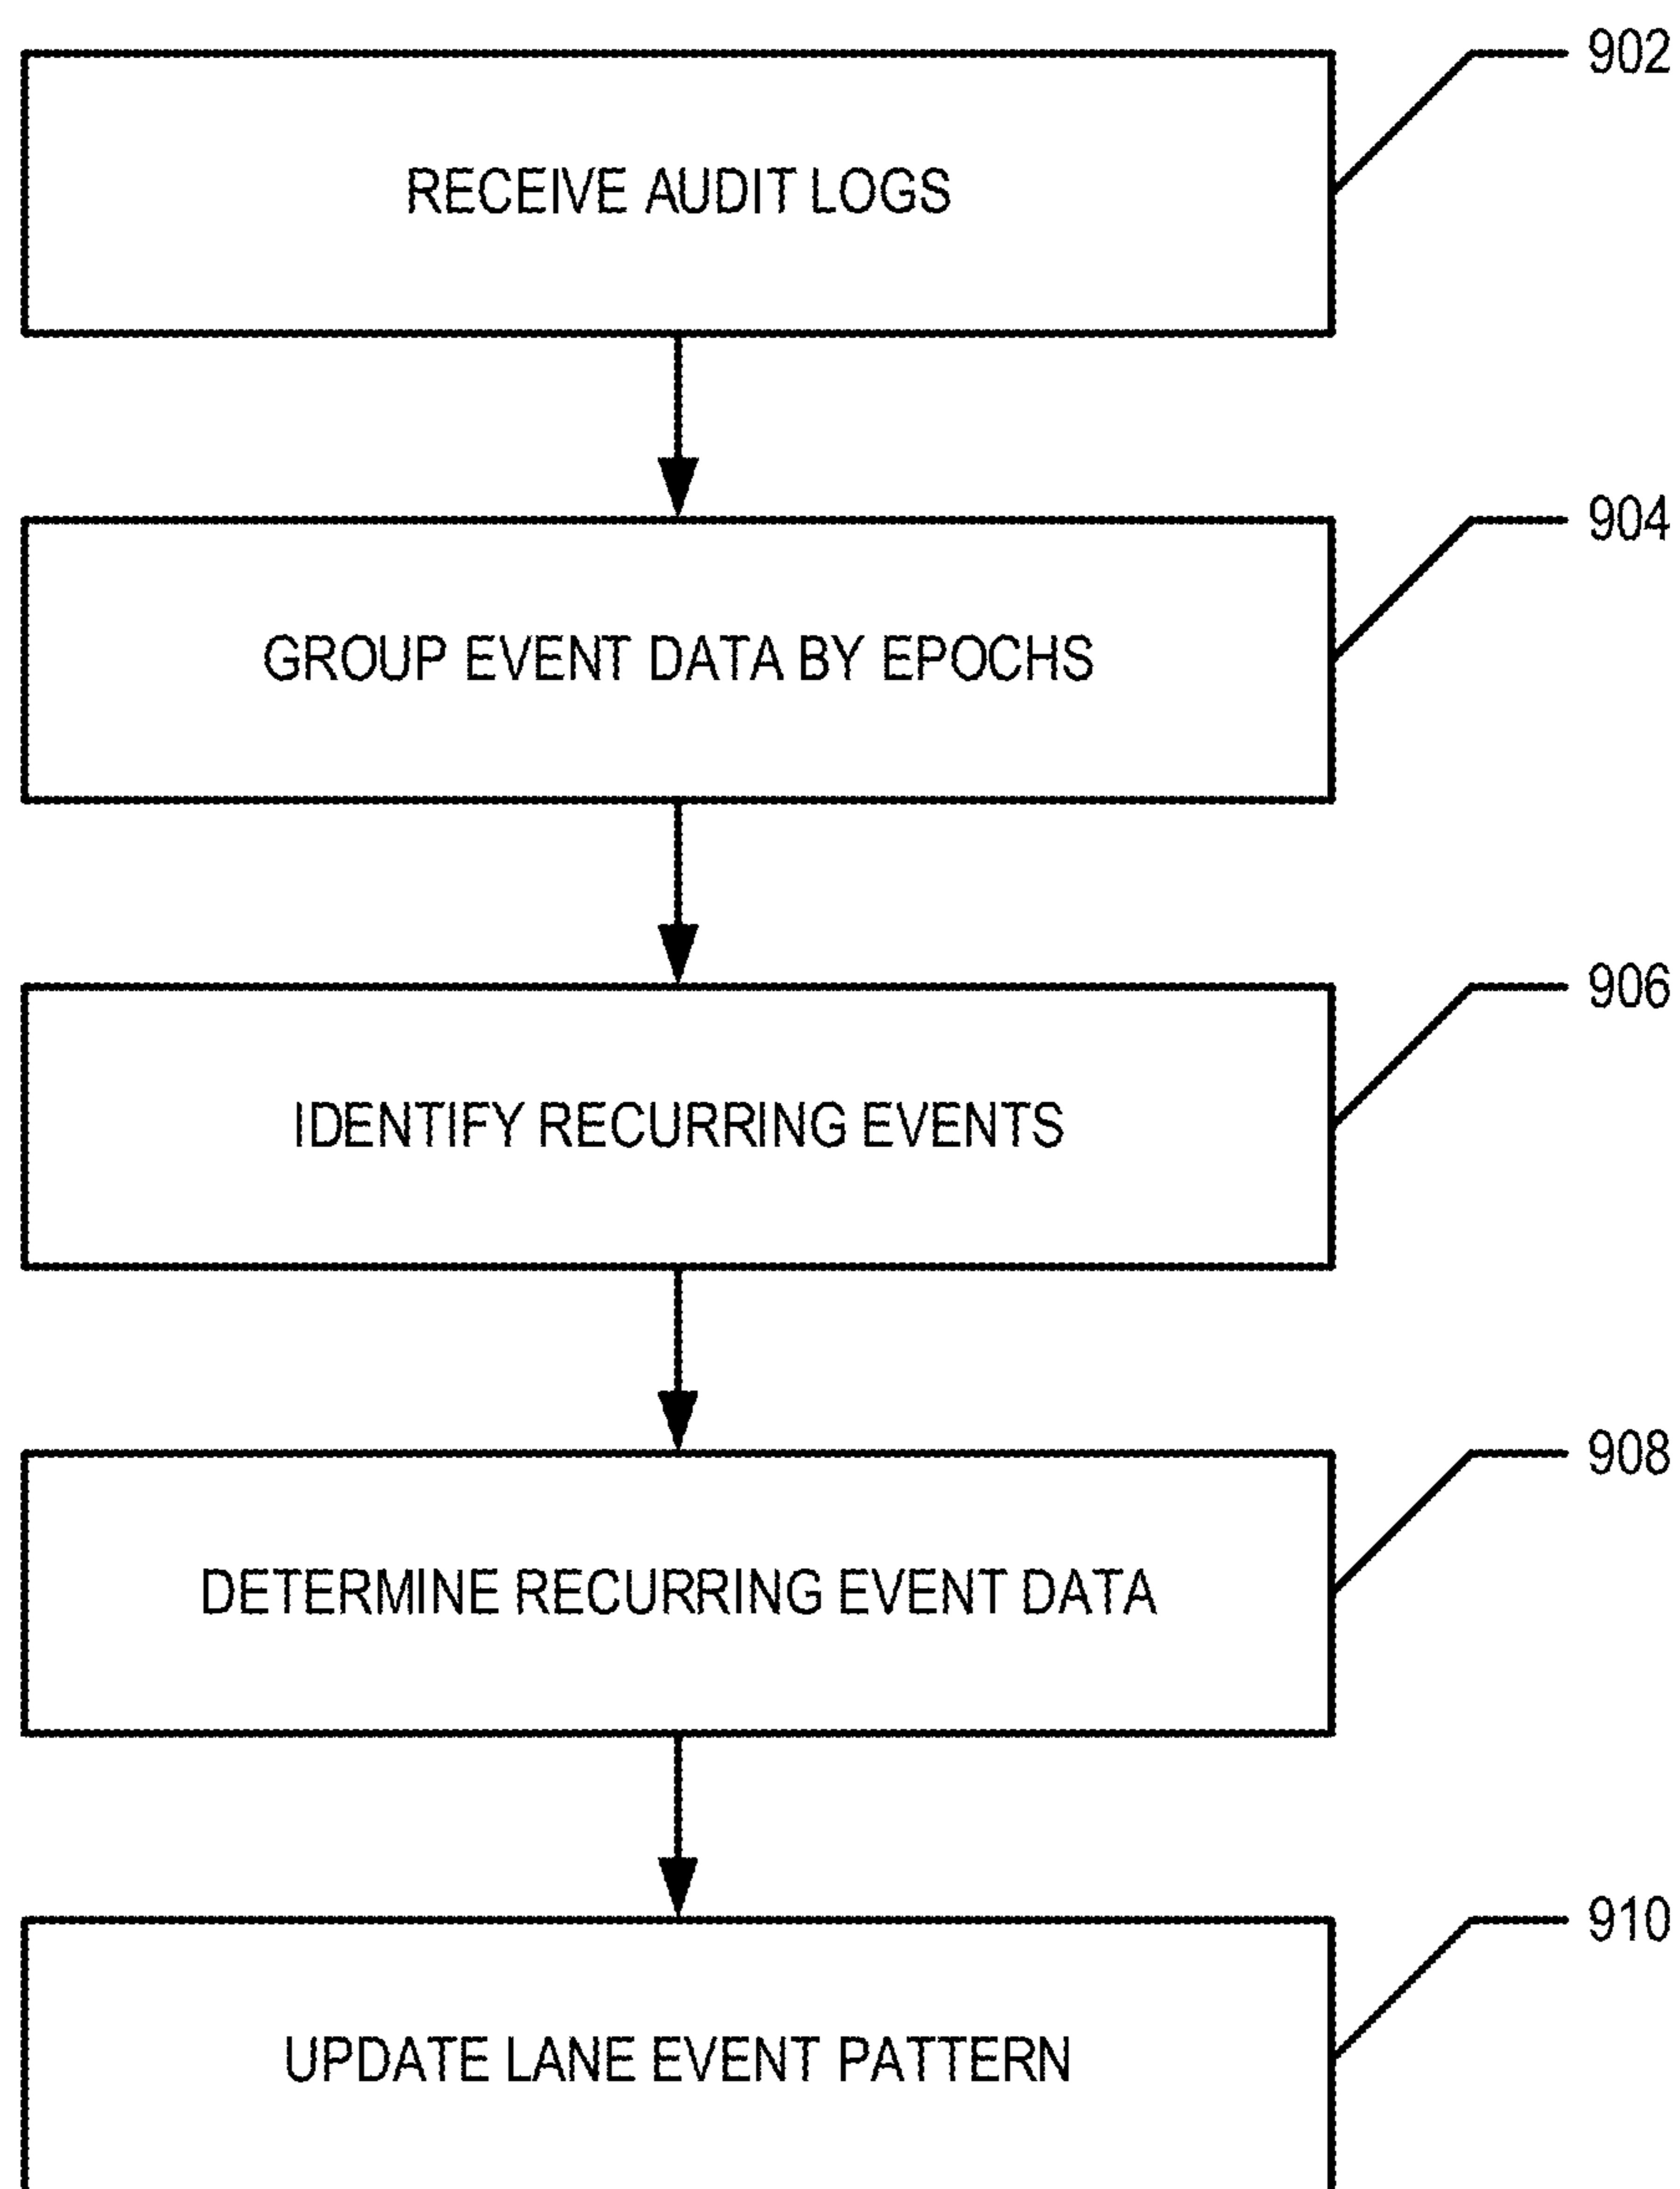 902
RECEIVE AUDIT LOGS
904
GROUP EVENT DATA BY EPOCHS
906
IDENTIFY RECURRING EVENTS
908
DETERMINE RECURRING EVENT DATA
910
UPDATE LANE EVENT PATTERN